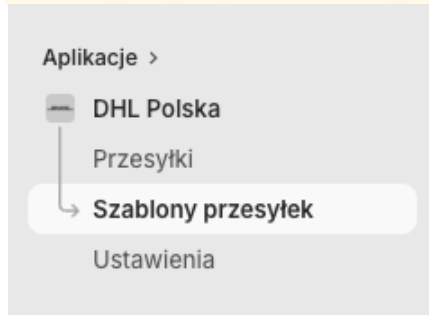 Aplikacje >
DHL Polska
Przesyłki
Szablony przesyłek
Ustawienia